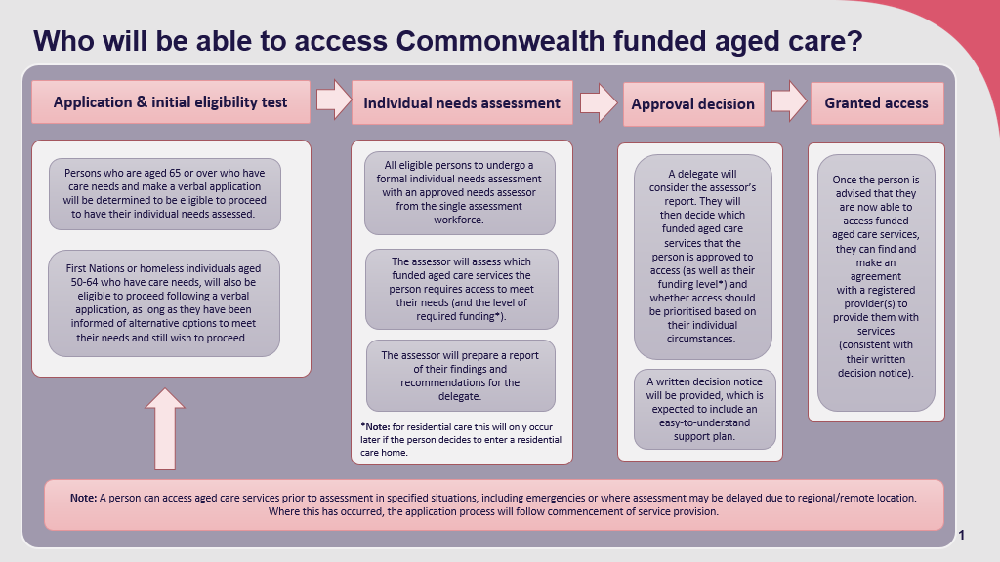 Who will be able to access Commonwealth funded aged care?
Application & initial eligibility test
Persons who are aged 65 or over who have
care needs and make a verbal application
will be determined to be eligible to proceed
to have their individual needs assessed.
First Nations or homeless individuals aged
50-64 who have care needs, will also be
eligible to proceed following a verbal
application, as long as they have been
informed of alternative options to meet
their needs and still wish to proceed.
Individual needs assessment
All eligible persons to undergo a
formal individual needs assessment
with an approved needs assessor
from the single assessment
workforce.
The assessor will assess which
funded aged care services the
person requires access to meet
their needs (and the level of
required funding*).
The assessor will prepare a report
of their findings and
recommendations for the
delegate.
*Note: for residential care this will only occur
later if the person decides to enter a residential
care home.
Approval decision
A delegate will
consider the assessor's
report. They will
then decide which
funded aged care
services that the
person is approved to
access (as well as their
funding level*) and
whether access should
be prioritised based on
their individual
circumstances.
A written decision notice
will be provided, which is
expected to include an
easy-to-understand
support plan.
Granted access
Once the person is
advised that they
are now able to
access funded
aged care services,
they can find and
make an
agreement
with a registered
provider(s) to
provide them with
services
(consistent with
their written
decision notice).
Note: A person can access aged care services prior to assessment in specified situations, including emergencies or where assessment may be delayed due to regional/remote location.
Where this has occurred, the application process will follow commencement of service provision.
1